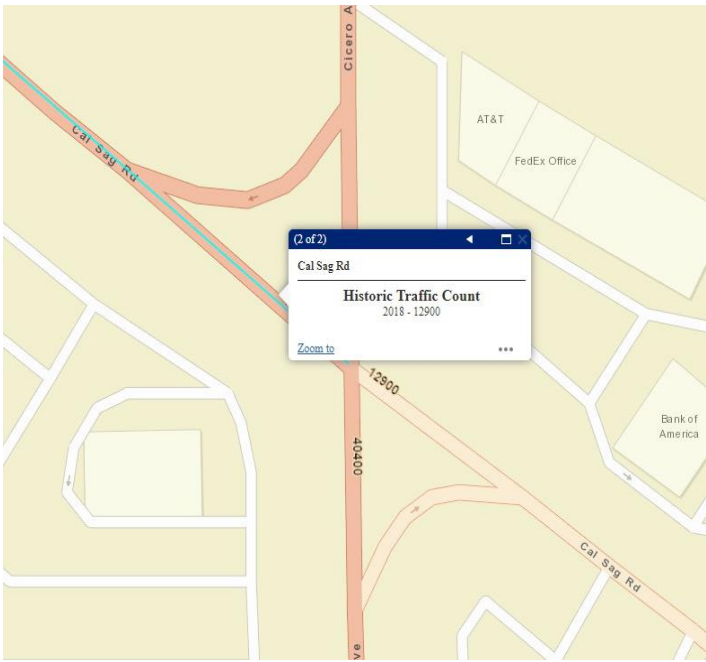 Cicero A
Cal Sag Rd
AT&T
FedEx Office
(2 of 2)
Cal Sag Rd
Historic Traffic Count
2018 - 12900
Zoom to
12900
40400
Bank of
America
Cal Sag Rd
ve